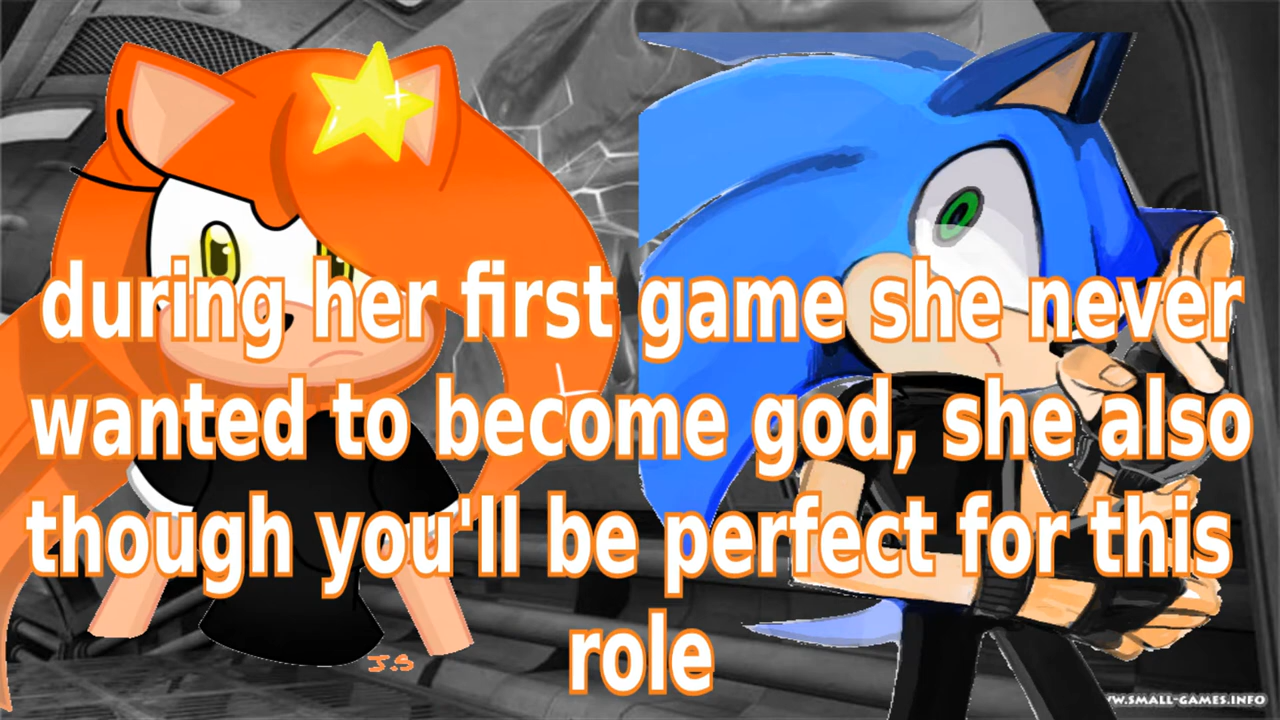 during her first game she never
wanted to become god, she also
though you'll be perfect for this
role
J.S
WW.SMALL-GAMES.INFO